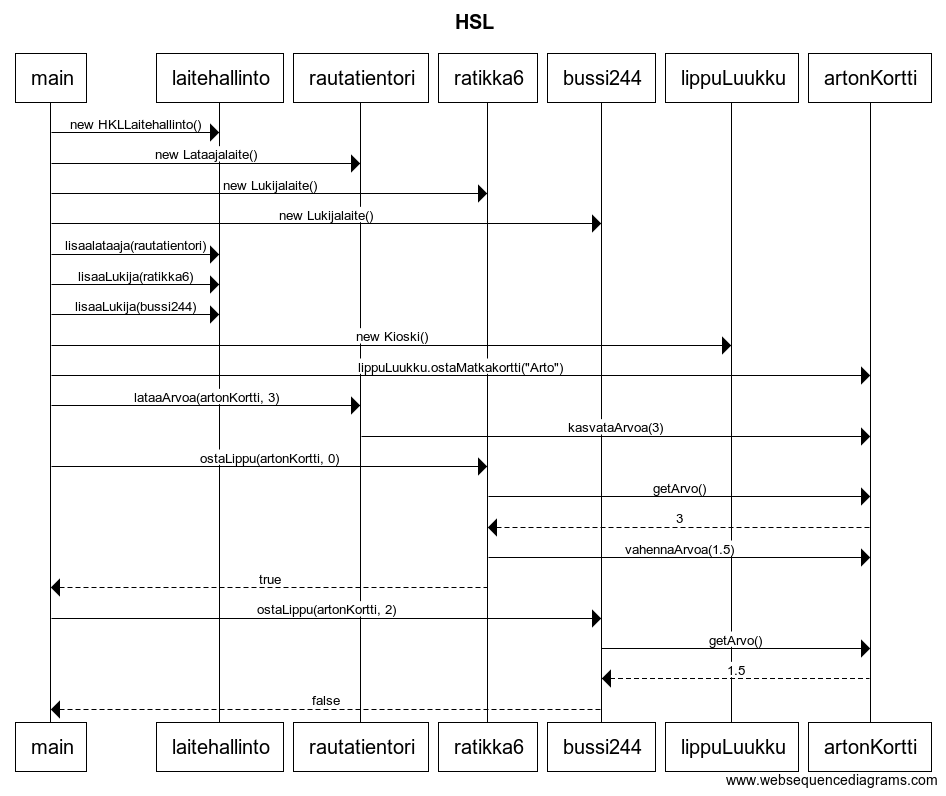 HSL
main
laitehallinto
rautatientori
ratikka6
bussi244
lippuLuukku
artonKortti
new HKLLaitehallinto()
new Lataajalaite()
new Lukijalaite()
new Lukijalaite()
lisaalataaja(rautatientori)
lisaaLukija(ratikka6)
lisaaLukija(bussi244)
new Kioski()
lippuLuukku.ostaMatkakortti("Arto")
lataaArvoa(artonKortti, 3)
kasvataArvoa(3)
ostaLippu(artonKortti, 0)
getArvo()
3
vahennaArvoa(1.5)
true
ostaLippu(artonKortti, 2)
getArvo()
1.5
false
main
laitehallinto
rautatientori
ratikka6
bussi244
lippuLuukku
artonKortti
www.websequencediagrams.com